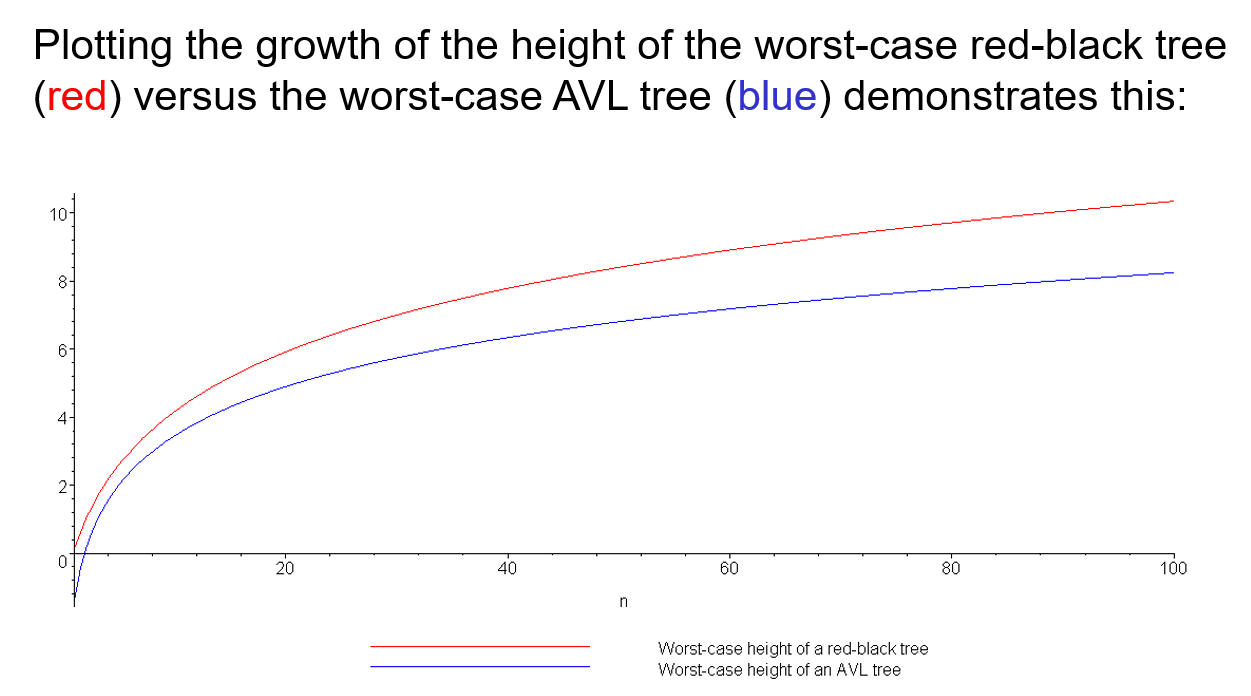 Plotting the growth of the height of the worst-case red-black tree
(red) versus the worst-case AVL tree (blue) demonstrates this:
10
8
6
4
2
0
20 40 60 80 100
n
Worst-case height of a red-black tree
Worst-case height of an AVL tree